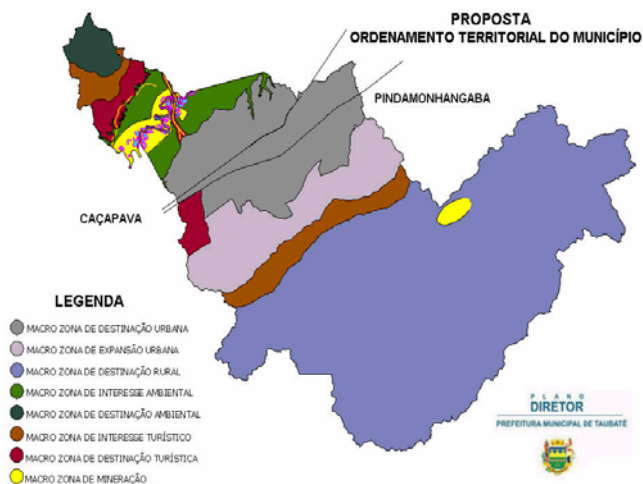 PROPOSTA
ORDENAMENTO TERRITORIAL DO MUNICÍPIO
PINDAMONHANGABA
CAÇAPAVA
LEGENDA
MACRO ZONA DE DESTINAÇÃO URBANA
MACRO ZONA DE EXPANSÃO URBANA
MACRO ZONA DE DESTINAÇÃO RURAL
MACRO ZONA DE INTERESSE AMBIENTAL
MACRO ZONA DE DESTINAÇÃO AMBIENTAL
MACRO ZONA DE INTERESSE TURÍSTICO
MACRO ZONA DE DESTINAÇÃO TURÍSTICA
MACRO ZONA DE MINERAÇÃO
PLANO
DIRETOR
PREFEITURA MUNICIPAL DE TAUBATÉ